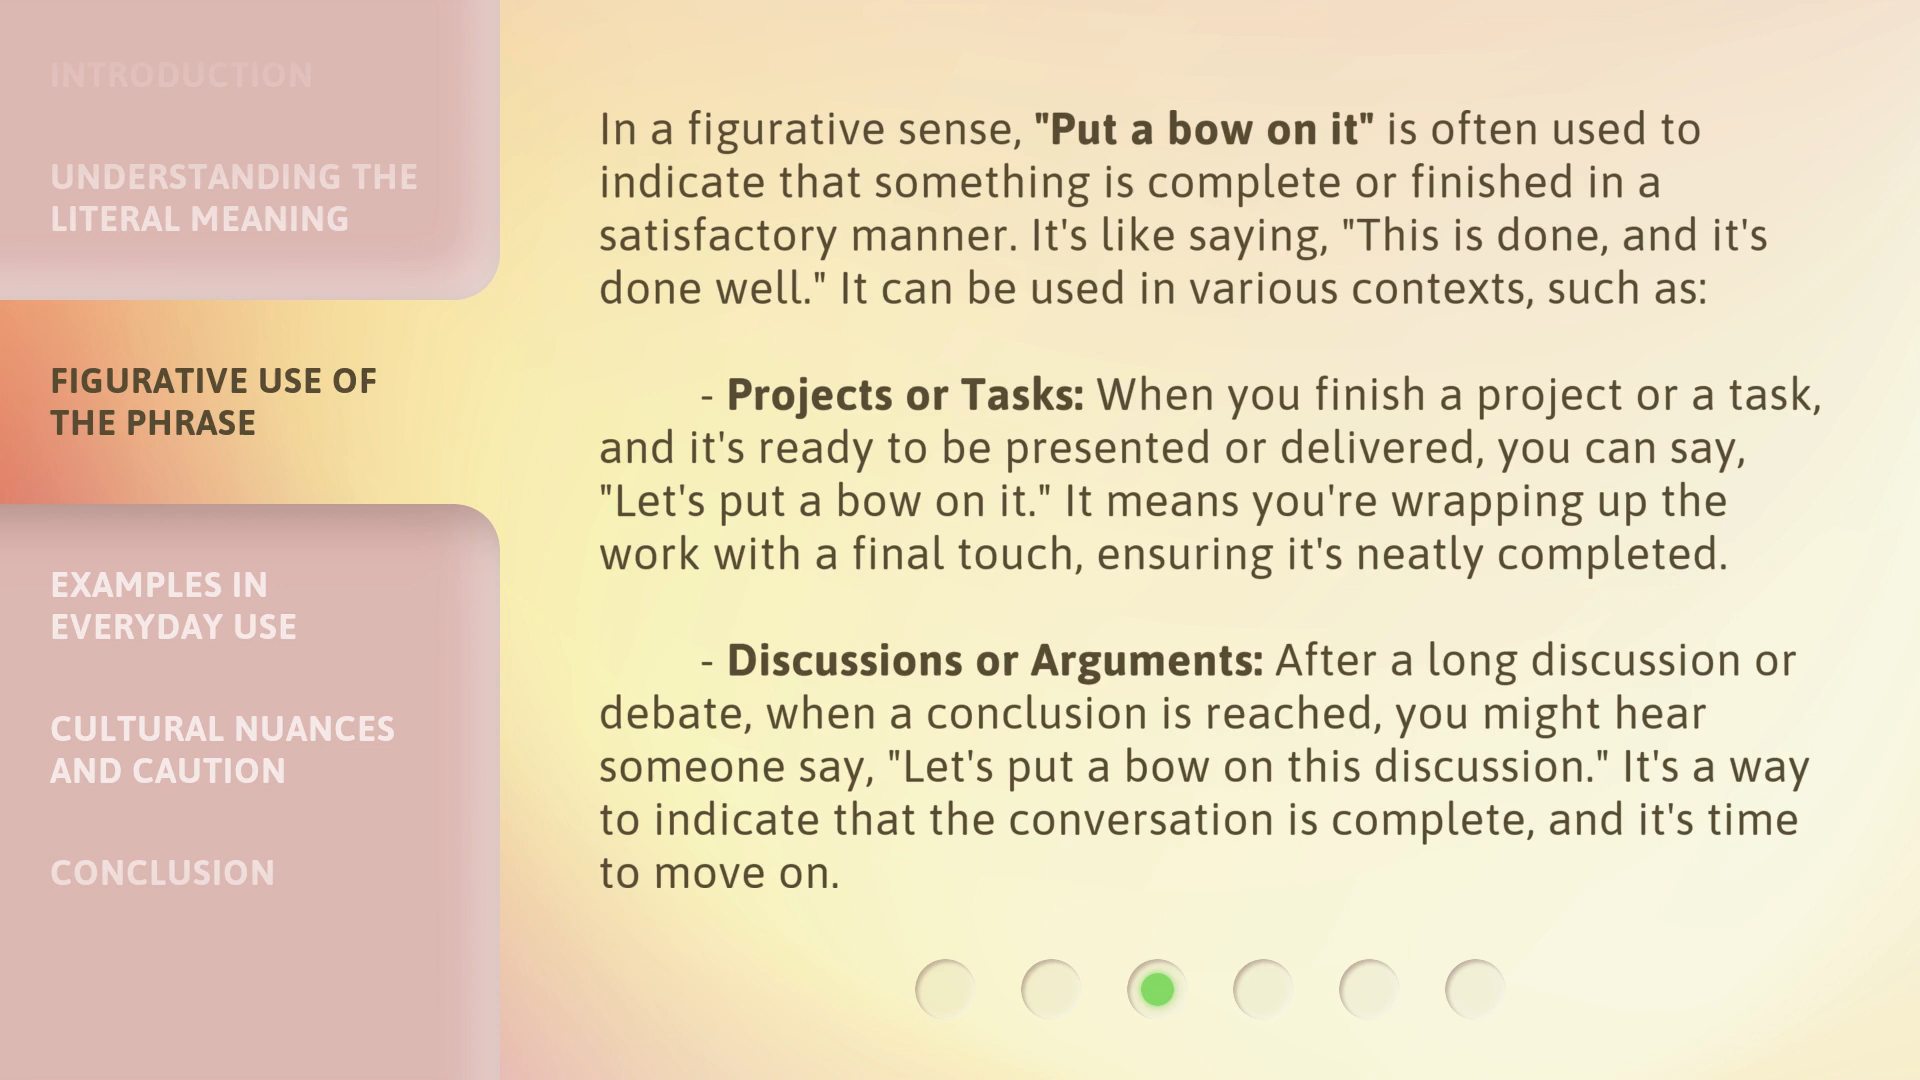 INTRODUCTION
UNDERSTANDING THE
LITERAL MEANING
FIGURATIVE USE OF
THE PHRASE
EXAMPLES IN
EVERYDAY USE
CULTURAL NUANCES
AND CAUTION
CONCLUSION
In a figurative sense, "Put a bow on it" is often used to
indicate that something is complete or finished in a
satisfactory manner. It's like saying, "This is done, and it's
done well." It can be used in various contexts, such as:
- Projects or Tasks: When you finish a project or a task,
and it's ready to be presented or delivered, you can say,
"Let's put a bow on it." It means you're wrapping up the
work with a final touch, ensuring it's neatly completed.
- Discussions or Arguments: After a long discussion or
debate, when a conclusion is reached, you might hear
someone say, "Let's put a bow on this discussion." It's a way
to indicate that the conversation is complete, and it's time
to move on.